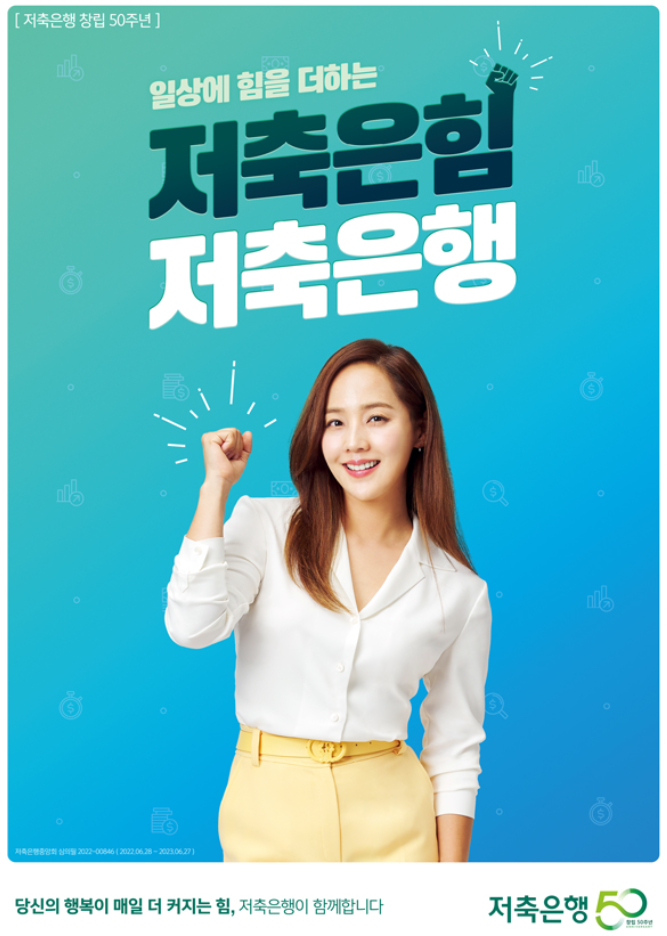 [ 저축은행 창립 50주년 ]
일상에 힘을 더하는
저축은힘
저축은행
저축은행중앙회 심의필 2022-00846 ( 2022.06.28 ~ 2023.06.27 )
당신의 행복이 매일 더 커지는 힘, 저축은행이 함께합니다
저축은행 50
창립 50주년